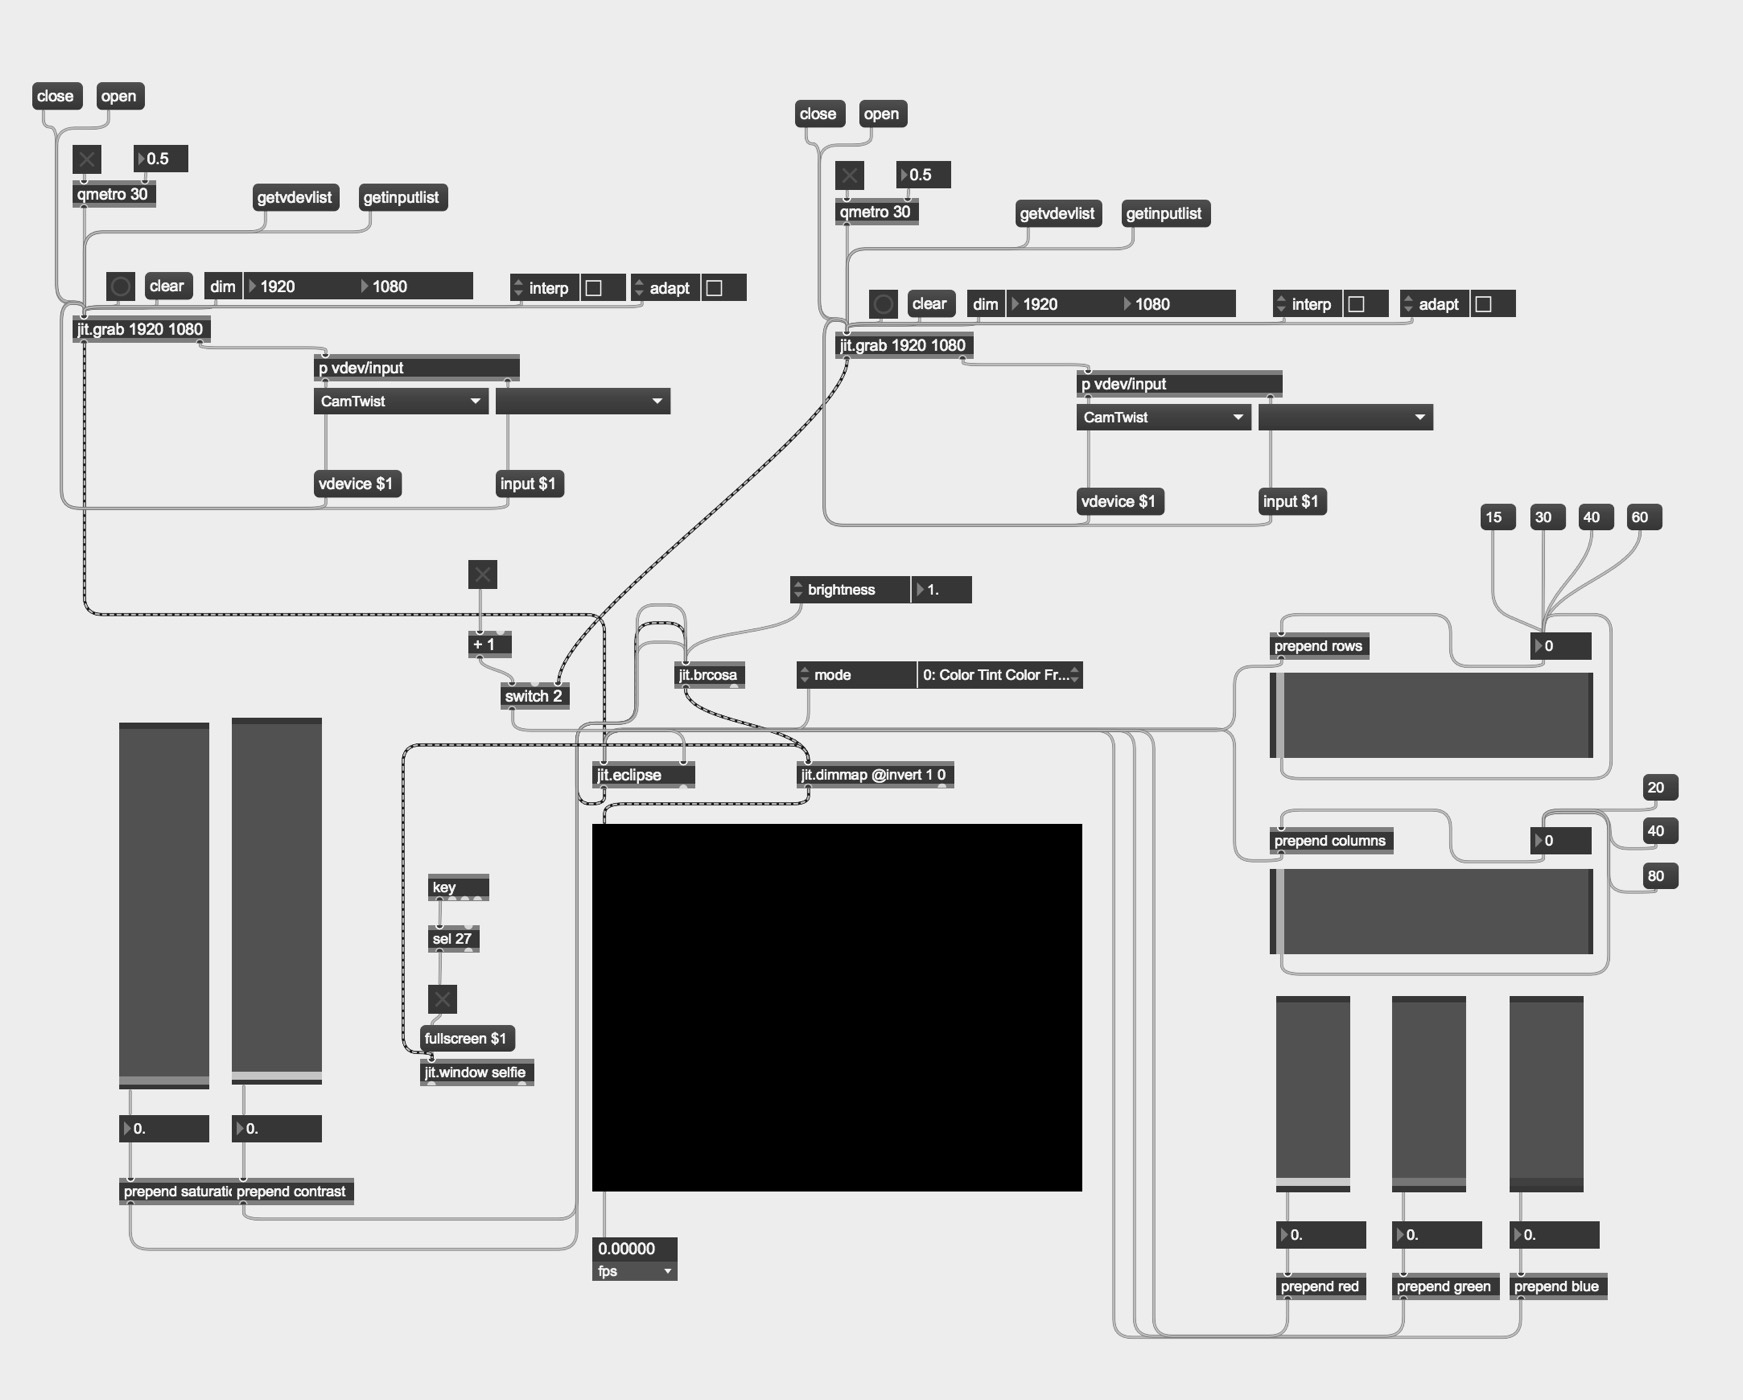 close
open
0.5
qmetro 30
getvdevlist
getinputlist
clear
dim
1920
1080
interp
adapt
jit.grab 1920 1080
p vdev/input
CamTwist
vdevice $1
input $1
close
open
0.5
qmetro 30
getvdevlist
getinputlist
clear
dim
1920
1080
interp
adapt
jit.grab 1920 1080
p vdev/input
CamTwist
vdevice $1
input $1
+ 1
switch 2
brightness
1.
jit.brcosa
mode
0: Color Tint Color Fr...
jit.eclipse
jit.dimmap @invert 1 0
15
30
40
60
prepend rows
0
20
40
80
prepend columns
0
key
sel 27
fullscreen $1
jit.window selfie
0.
0.
prepend saturatic
prepend contrast
0.00000
fps
0.
0.
0.
prepend red
prepend green
prepend blue